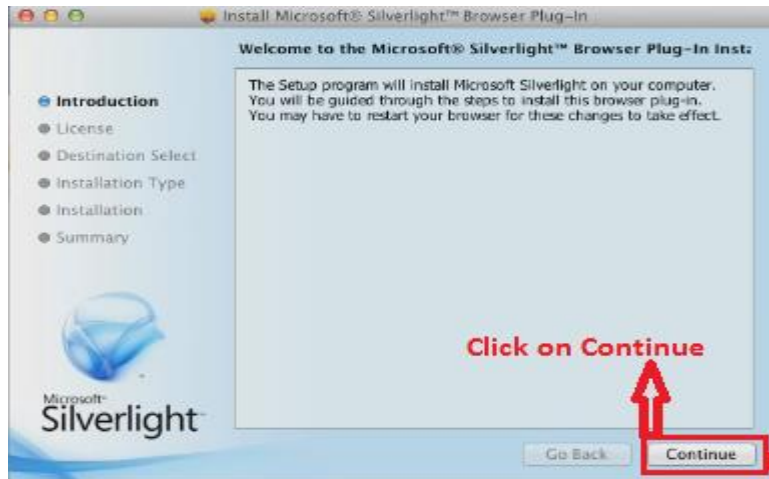 Install Microsoft® Silverlight™ Browser Plug-In
Welcome to the Microsoft® Silverlight™ Browser Plug-In Insta
The Setup program will install Microsoft Silverlight on your computer.
You will be guided through the steps to install this browser plug-in.
You may have to restart your browser for these changes to take effect.
Introduction
License
Destination Select
Installation Type
Installation
Summary
Click on Continue
Microsoft®
Silverlight™
Go Back
Continue